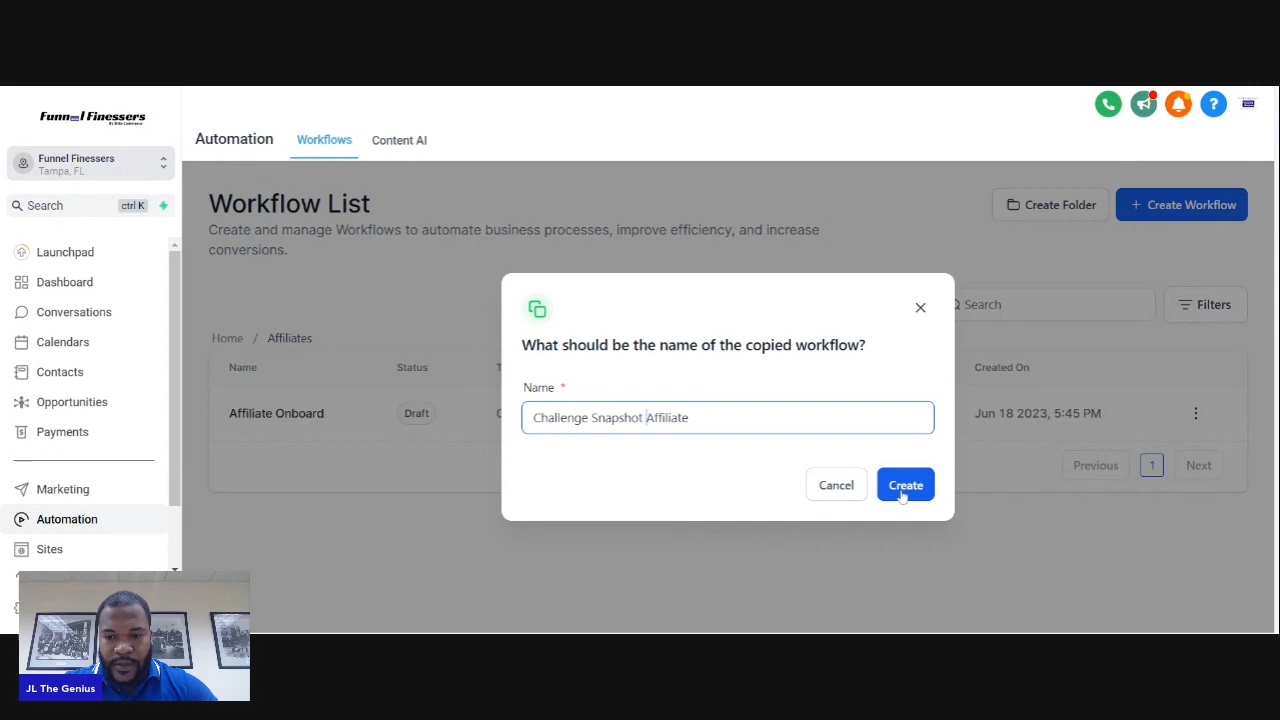 Funnel Finessers
Funnel Finessers
Tampa, FL
Search ctrl K
Launchpad
Dashboard
Conversations
Calendars
Contacts
Opportunities
Payments
Marketing
Automation
Sites
JL The Genius
Automation Workflows Content AI
Workflow List
Create Folder + Create Workflow
Create and manage Workflows to automate business processes, improve efficiency, and increase
conversions.
Search Filters
Home / Affiliates
Name Status Created On
Affiliate Onboard Draft Jun 18 2023, 5:45 PM
Previous 1 Next
What should be the name of the copied workflow?
Name *
Challenge Snapshot Affiliate
Cancel Create